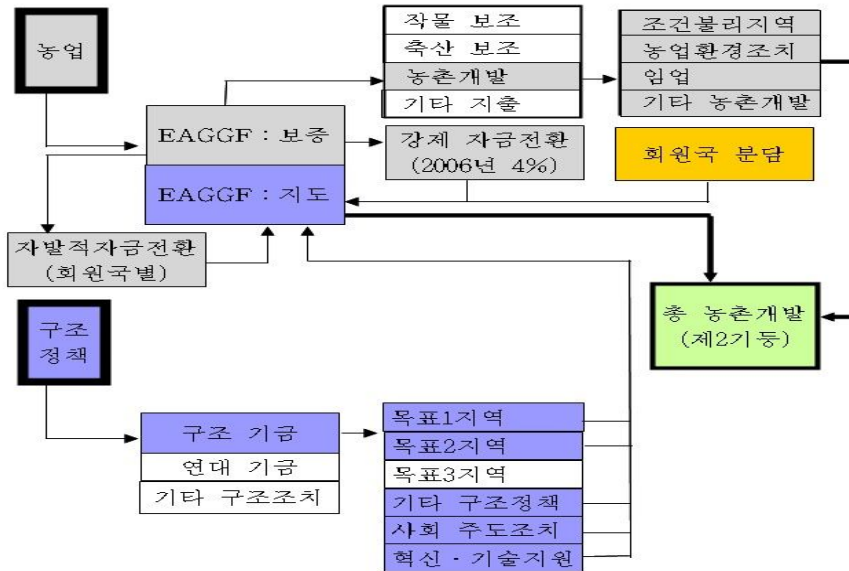 농업
작물 보조
축산 보조
농촌개발
기타 지출
조건불리지역
농업환경조치
임업
기타 농촌개발
EAGGF : 보증
EAGGF : 지도
강제 자금전환
(2006년 4%)
회원국 분담
자발적자금전환
(회원국별)
구조
정책
총 농촌개발
(제2기둥)
구조 기금
연대 기금
기타 구조조치
목표1지역
목표2지역
목표3지역
기타 구조정책
사회 주도조치
혁신·기술지원